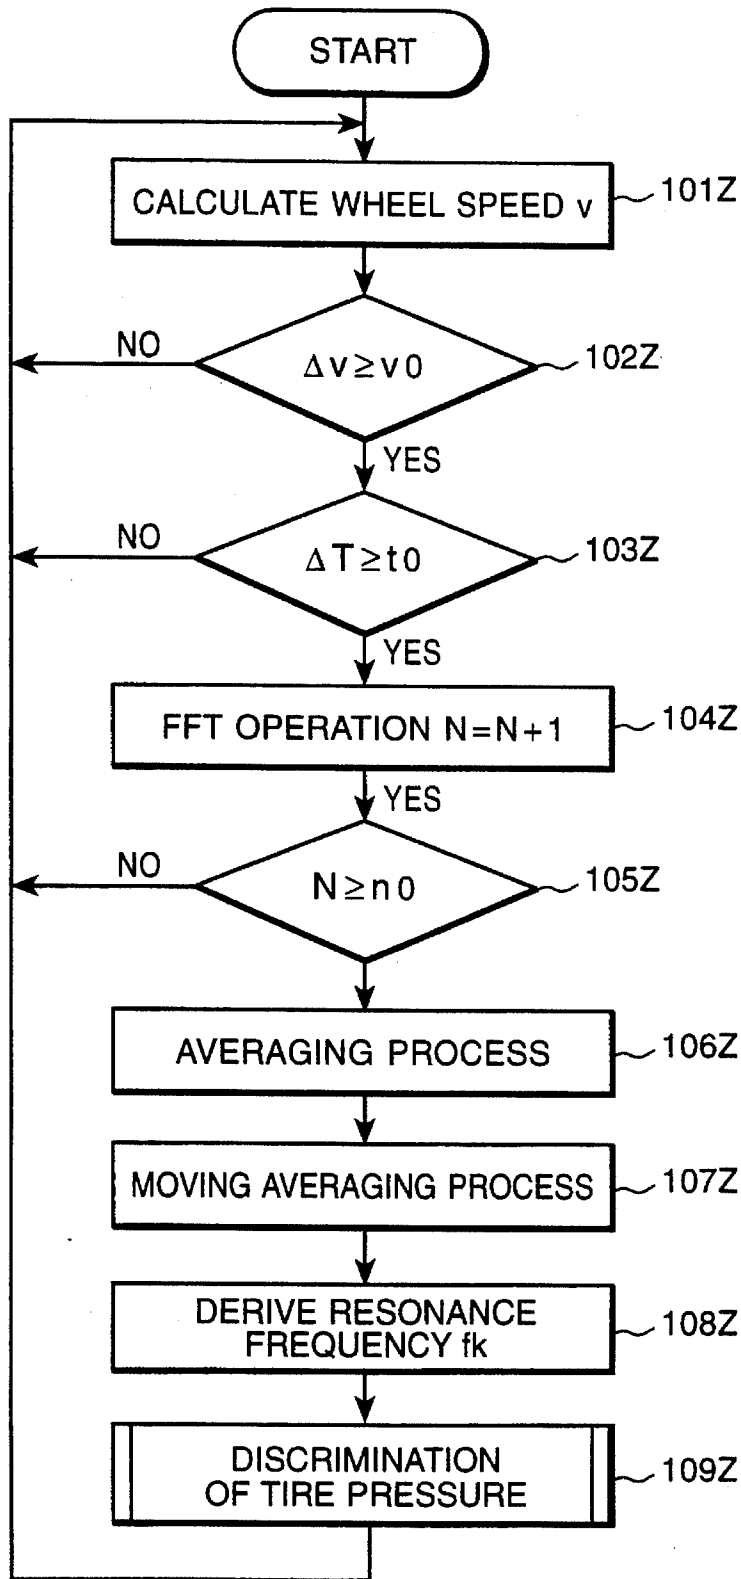 START
CALCULATE WHEEL SPEED v
101Z
Δv≥v0
102Z
NO
YES
ΔT≥t0
103Z
NO
YES
FFT OPERATION N=N+1
104Z
YES
N≥n0
105Z
NO
AVERAGING PROCESS
106Z
MOVING AVERAGING PROCESS
107Z
DERIVE RESONANCE
FREQUENCY fk
108Z
DISCRIMINATION
OF TIRE PRESSURE
109Z